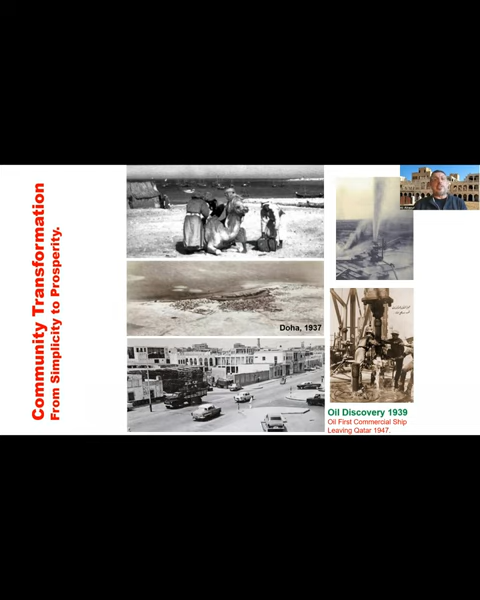 Community Transformation
From Simplicity to Prosperity.
Doha, 1937
Oil Discovery 1939
Oil First Commercial Ship
Leaving Qatar 1947.